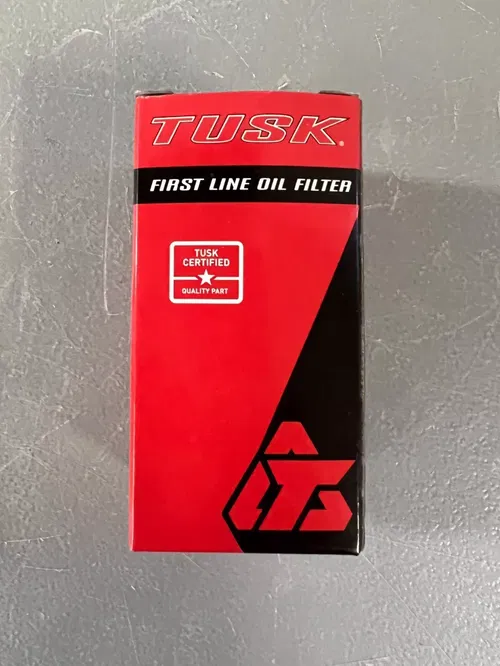 TUSK®
FIRST LINE OIL FILTER
TUSK
CERTIFIED
QUALITY PART